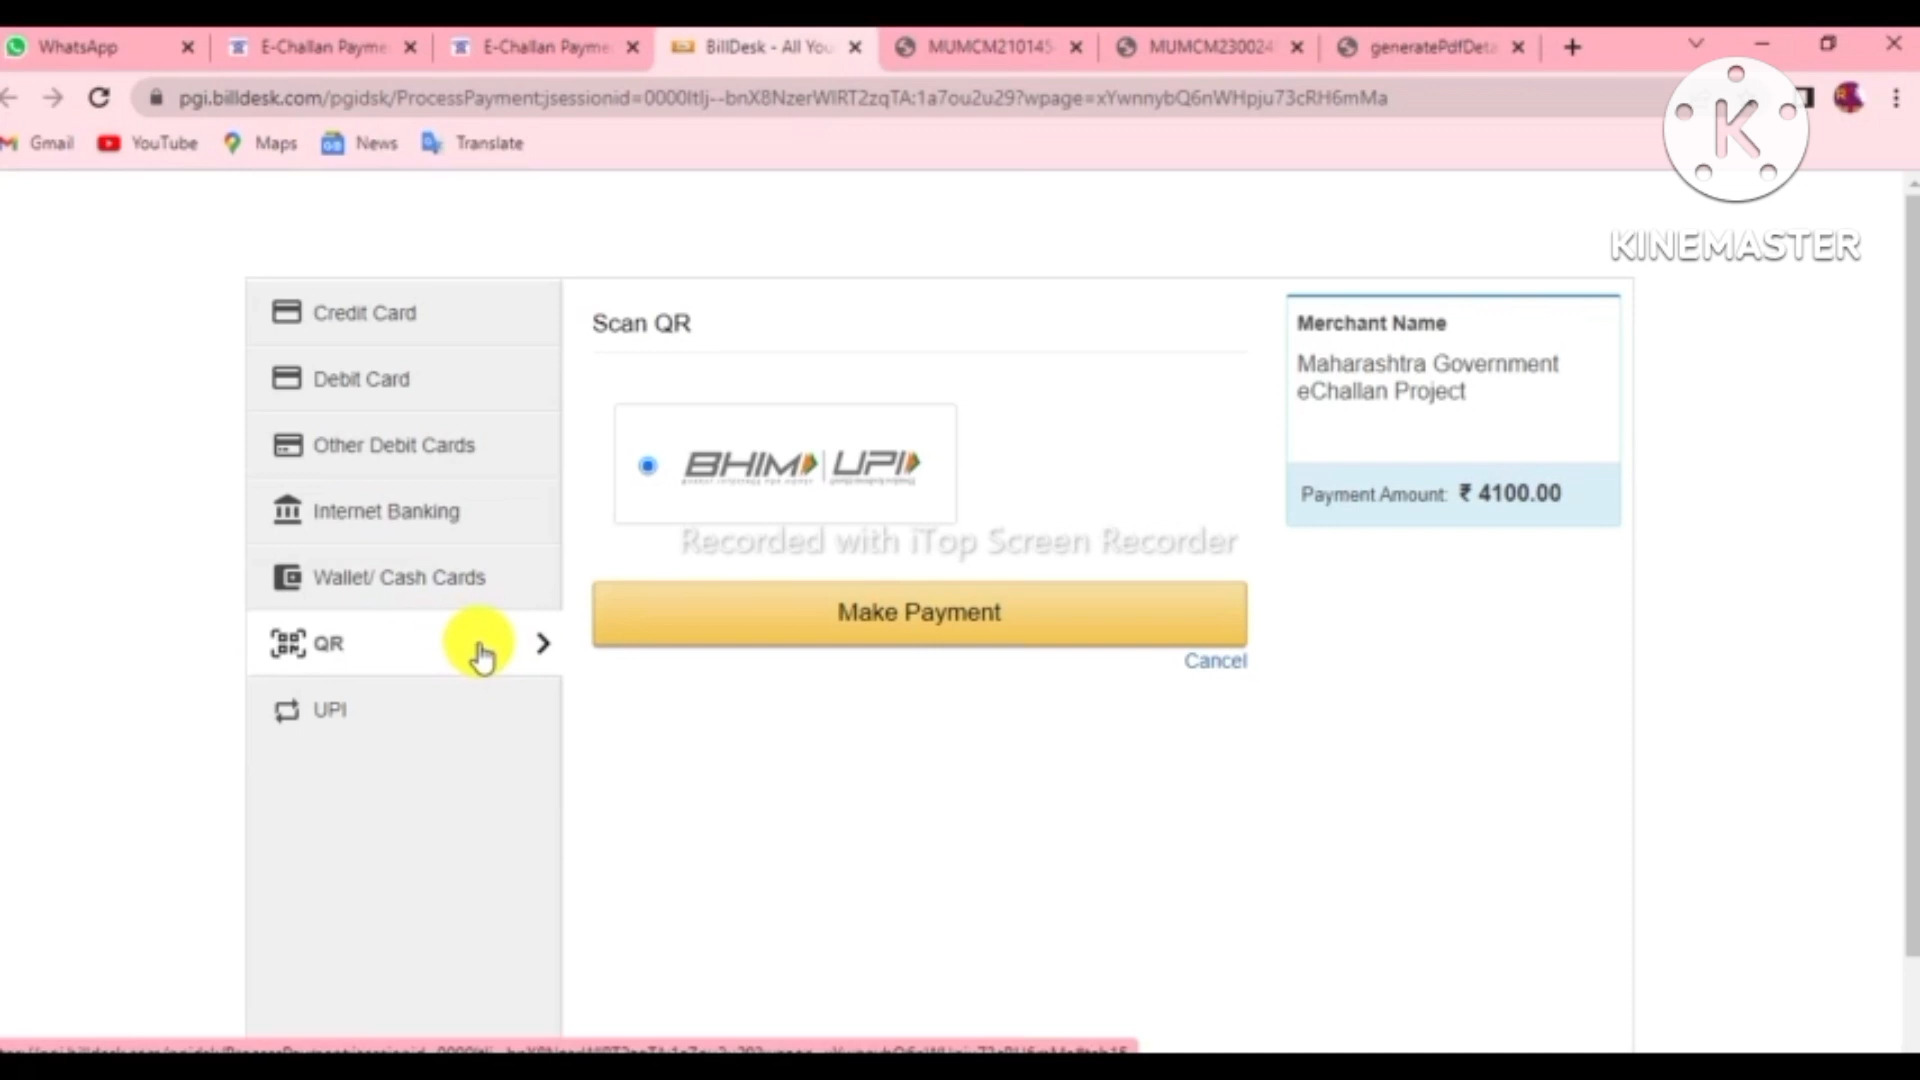 WhatsApp
E-Challan Payme
E-Challan Payme
BillDesk - All You
MUMCM210145
MUMCM230024
generatePdfDeta
pgi.billdesk.com/pgidsk/ProcessPayment;jsessionid=0000Itlj--bnX8NzerWIRT2zqTA:1a7ou2u29?wpage=xYwnnybQ6nWHpju73cRH6mMa
Gmail
YouTube
Maps
News
Translate
K
KINEMASTER
Credit Card
Debit Card
Other Debit Cards
Internet Banking
Wallet/ Cash Cards
QR
UPI
Scan QR
BHIM UPI
Recorded with iTop Screen Recorder
Make Payment
Cancel
Merchant Name
Maharashtra Government
eChallan Project
Payment Amount: ₹ 4100.00